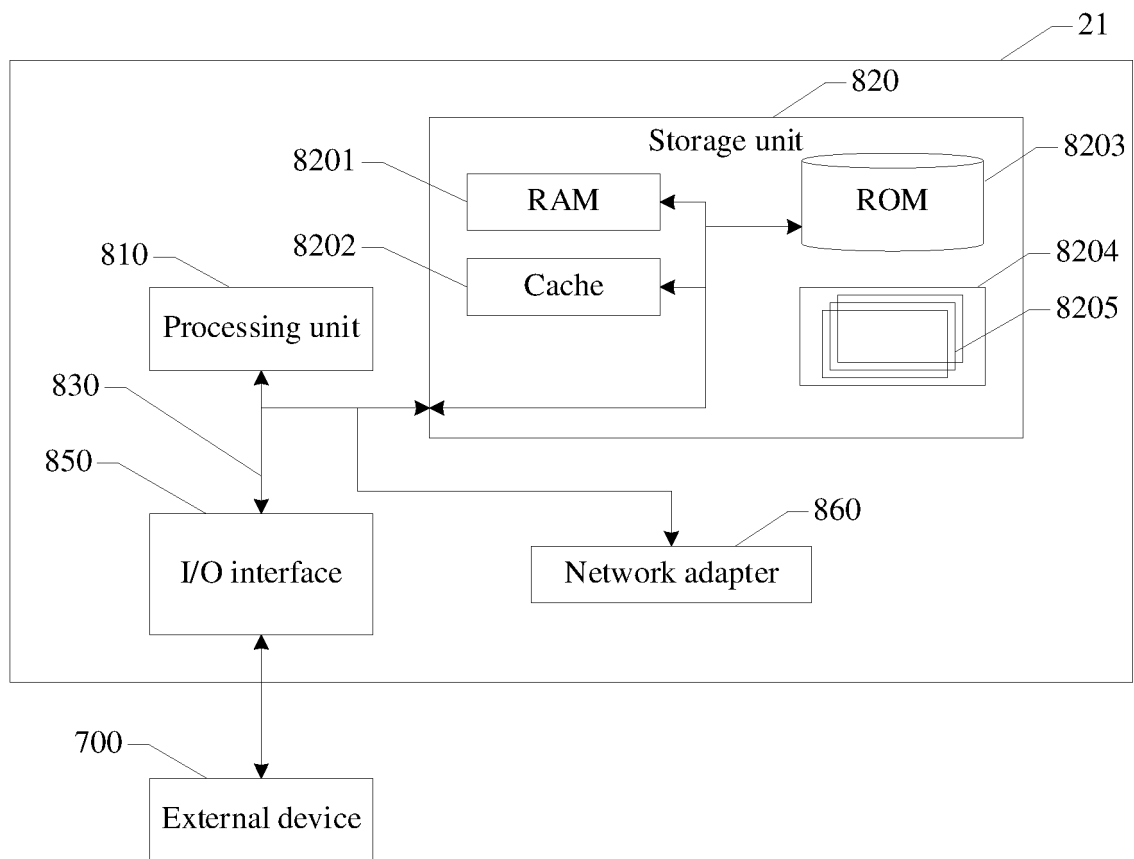 21
820
Storage unit
8201
RAM
8203
ROM
8202
Cache
8204
8205
810
Processing unit
830
850
I/O interface
860
Network adapter
700
External device